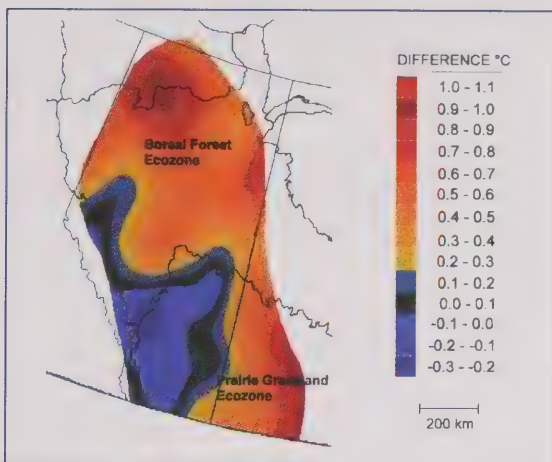 DIFFERENCE °C
1.0 - 1.1
0.9 - 1.0
0.8 - 0.9
0.7 - 0.8
0.6 - 0.7
0.5 - 0.6
0.4 - 0.5
0.3 - 0.4
0.2 - 0.3
0.1 - 0.2
0.0 - 0.1
-0.1 - 0.0
-0.2 - -0.1
-0.3 - -0.2
200 km
Boreal Forest
Ecozone
Prairie Grassland
Ecozone